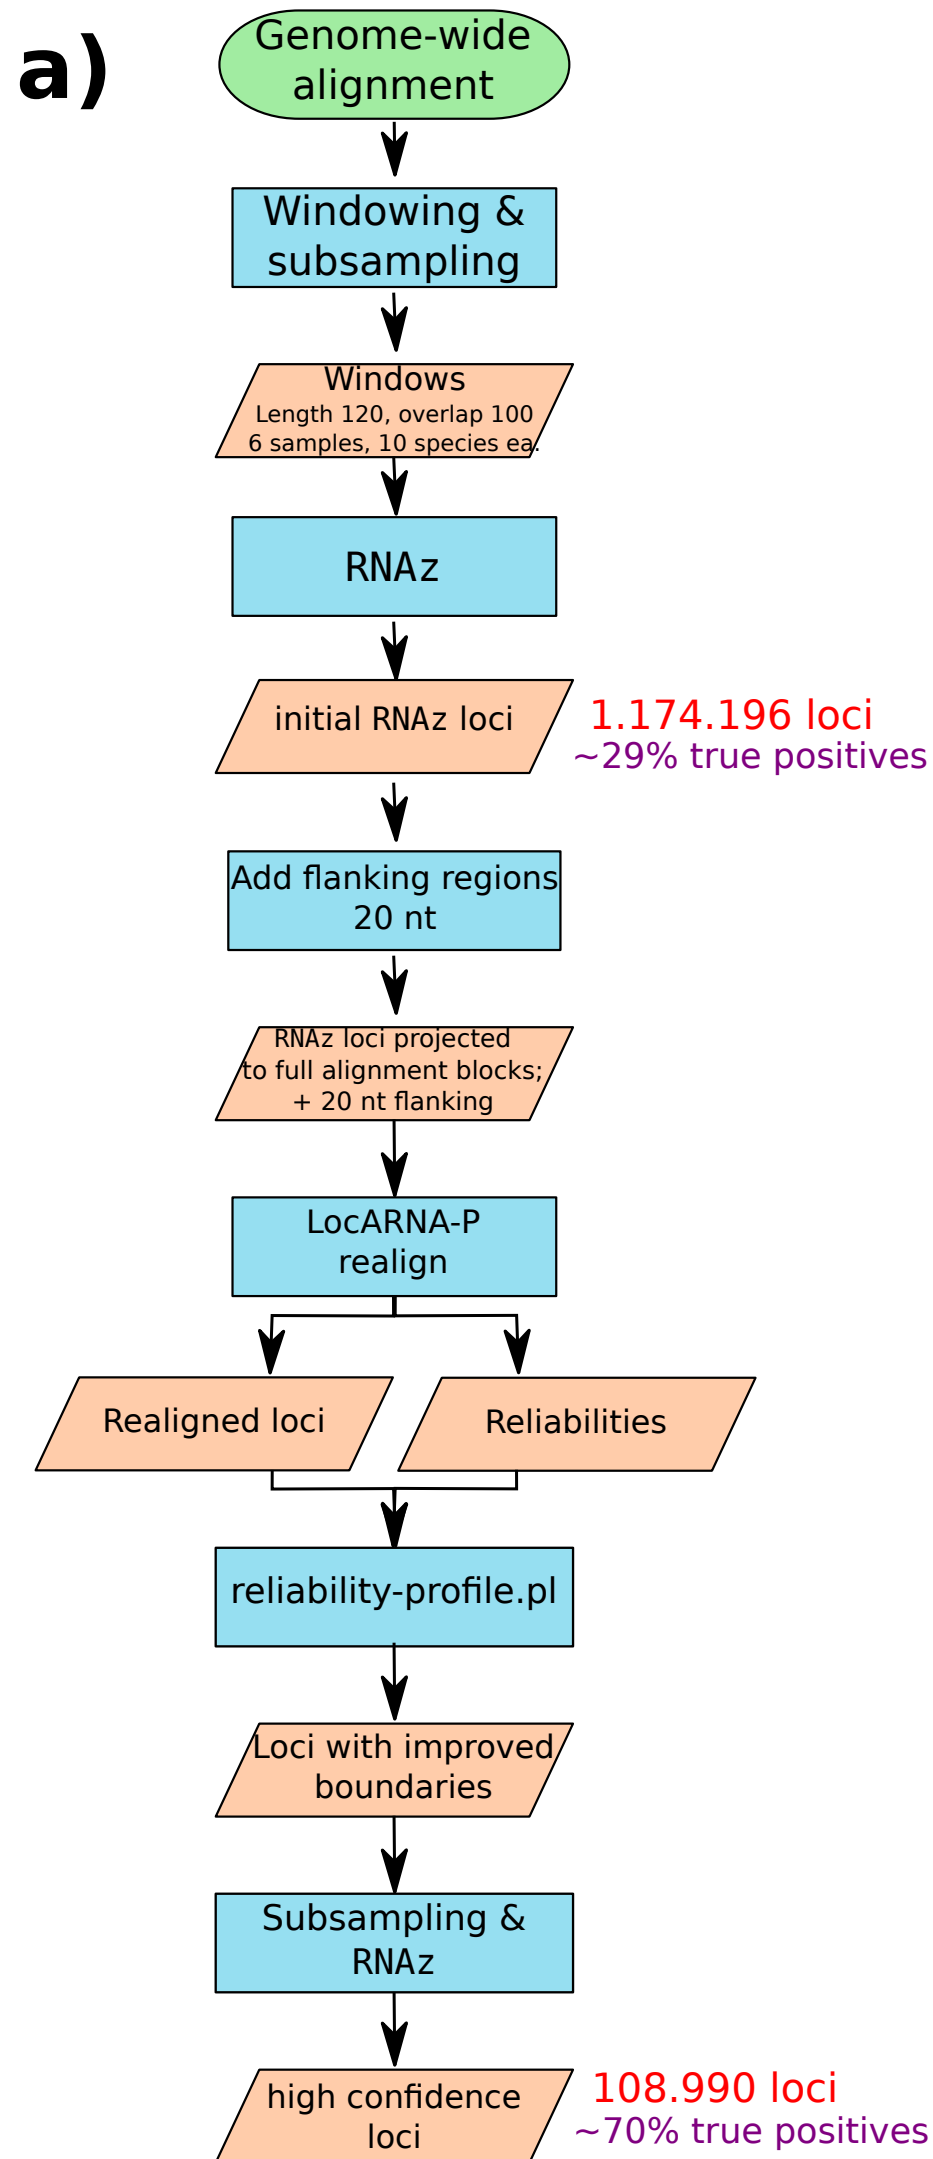 a)
Genome-wide
alignment
Windowing &
subsampling
Windows
Length 120, overlap 100
6 samples, 10 species ea.
RNAz
initial RNAz loci
1.174.196 loci
~29% true positives
Add flanking regions
20 nt
RNAz loci projected
to full alignment blocks;
+ 20 nt flanking
LocARNA-P
realign
Realigned loci
Reliabilities
reliability-profile.pl
Loci with improved
boundaries
Subsampling &
RNAz
high confidence
loci
108.990 loci
~70% true positives